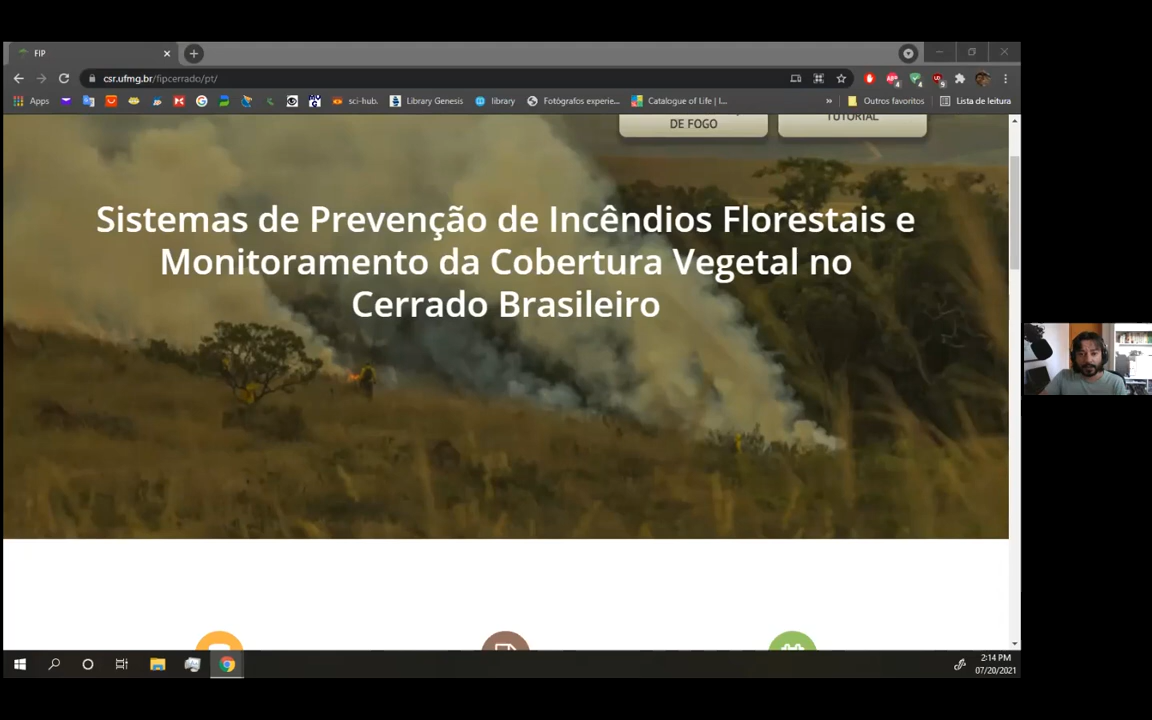 FIP
csr.ufmg.br/fipcerrado/pt/
Apps
sci-hub.
Library Genesis
library
Fotógrafos experie...
Catalogue of Life | I...
»
Outros favoritos
Lista de leitura
DE FOGO
TUTORIAL
Sistemas de Prevenção de Incêndios Florestais e
Monitoramento da Cobertura Vegetal no
Cerrado Brasileiro
2:14 PM
07/20/2021